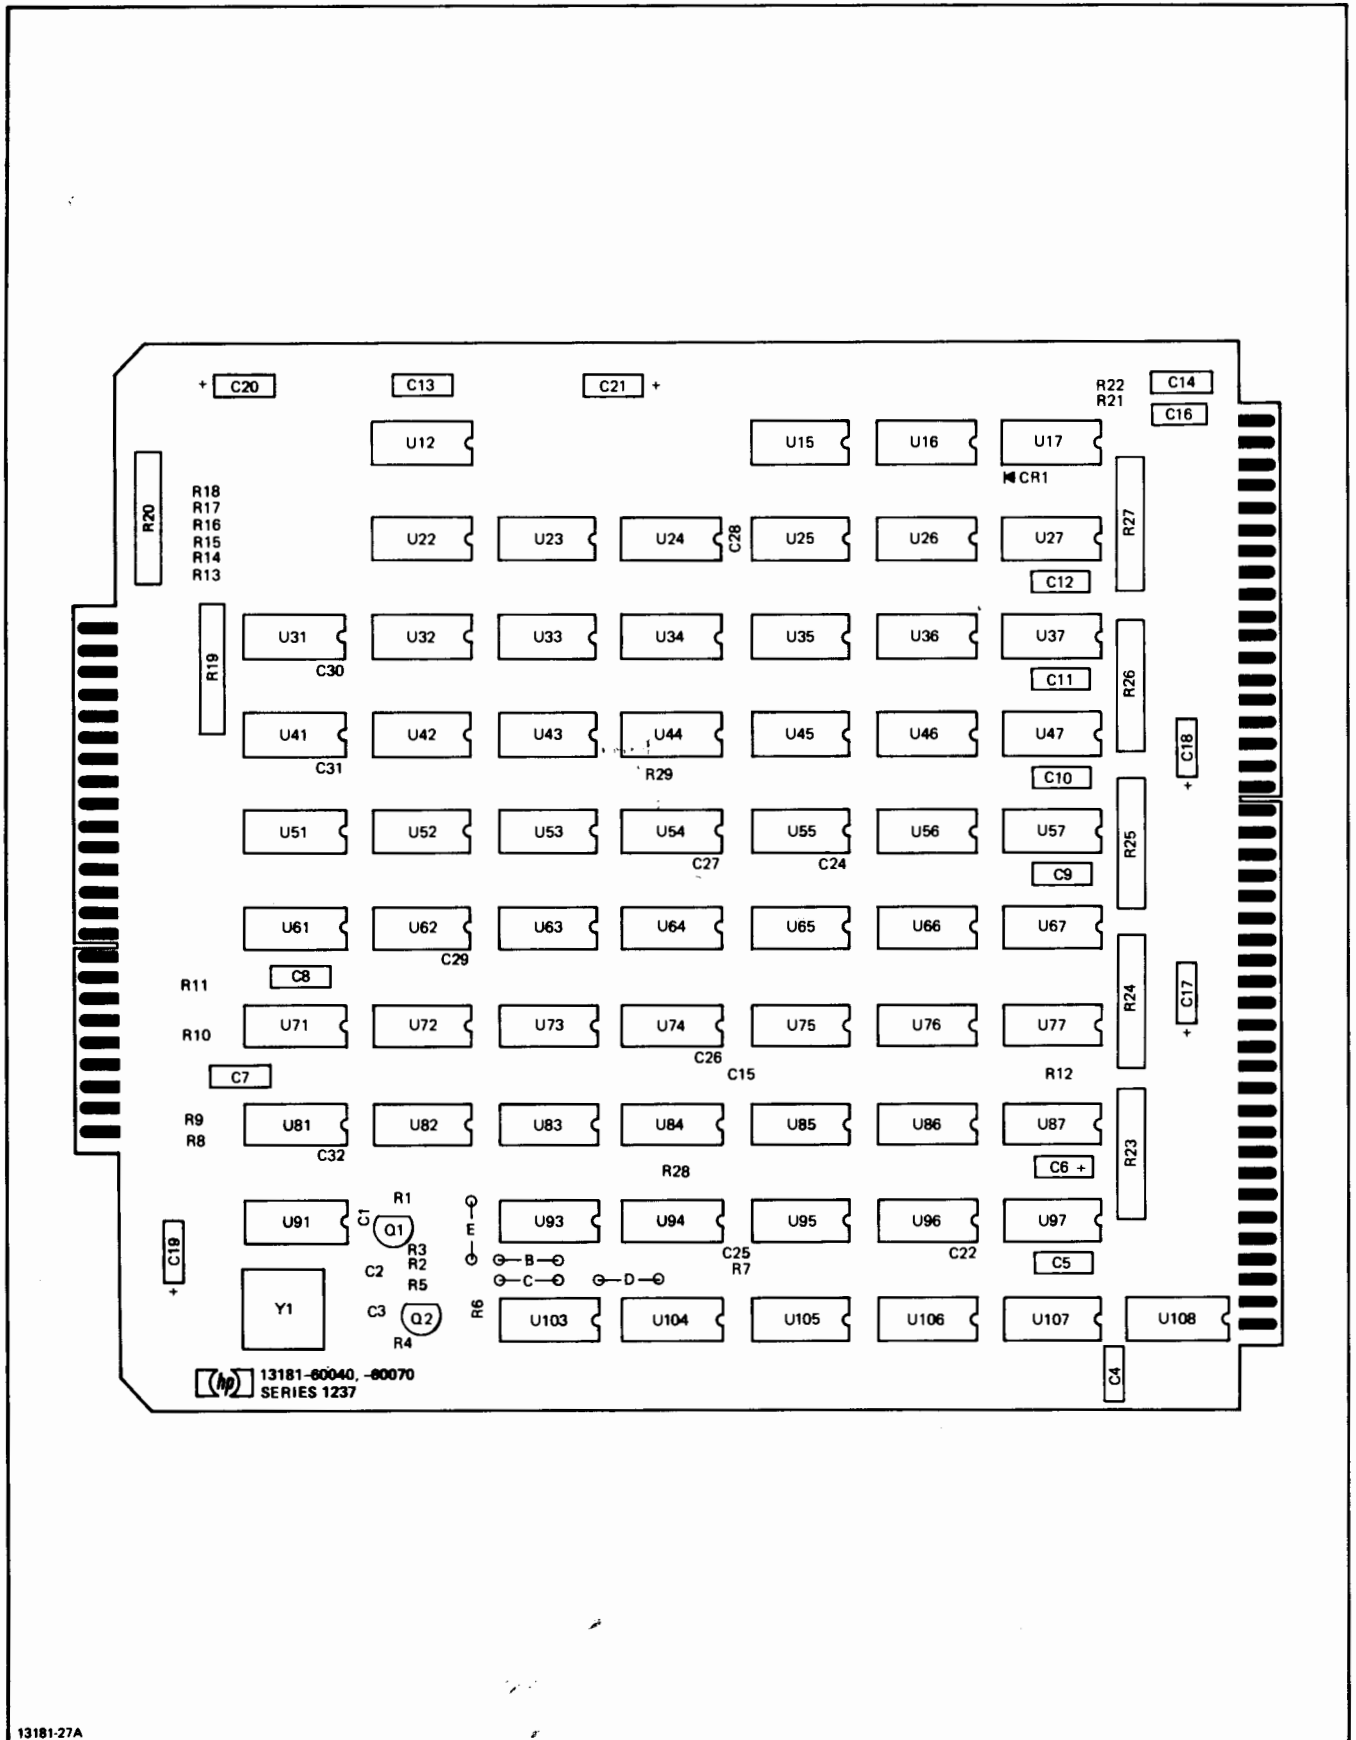 + C20 C13 C21 + R22 C14
R21
C16
U12 U15 U16 U17
CR1
R20
R18
R17
R16
R15
R14
R13
U22 U23 U24 C28 U25 U26 U27 R27
C12
R19
U31 U32 U33 U34 U35 U36 U37
C30 C11 R26
U41 U42 U43 U44 U45 U46 U47 C18
C31 R29 C10 +
U51 U52 U53 U54 U55 U56 U57 R25
C27 C24 C9
U61 U62 U63 U64 U65 U66 U67
C29
R11 C8 R24 C17
R10 U71 U72 U73 U74 U75 U76 U77 +
C26
C7 C15 R12
R9 U81 U82 U83 U84 U85 U86 U87 R23
R8
C32 R28 C6 +
R1
U91 C1 Q1 E U93 U94 U95 U96 U97
C19 R3 C25 C22
R2 B R7 C5
C2
+ R5 C D
Y1 C3 Q2 R6 U103 U104 U105 U106 U107 U108
R4
hp 13181-60040, -60070 C4
SERIES 1237
13181-27A